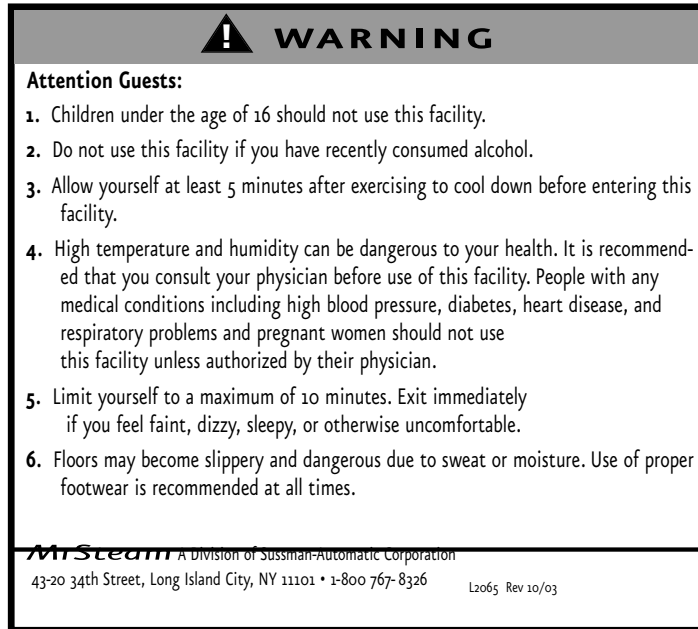 WARNING
Attention Guests:
1. Children under the age of 16 should not use this facility.
2. Do not use this facility if you have recently consumed alcohol.
3. Allow yourself at least 5 minutes after exercising to cool down before entering this
facility.
4. High temperature and humidity can be dangerous to your health. It is recommend-
ed that you consult your physician before use of this facility. People with any
medical conditions including high blood pressure, diabetes, heart disease, and
respiratory problems and pregnant women should not use
this facility unless authorized by their physician.
5. Limit yourself to a maximum of 10 minutes. Exit immediately
if you feel faint, dizzy, sleepy, or otherwise uncomfortable.
6. Floors may become slippery and dangerous due to sweat or moisture. Use of proper
footwear is recommended at all times.
MrSteam A Division of Sussman-Automatic Corporation
43-20 34th Street, Long Island City, NY 11101 • 1-800 767- 8326 L2065 Rev 10/03